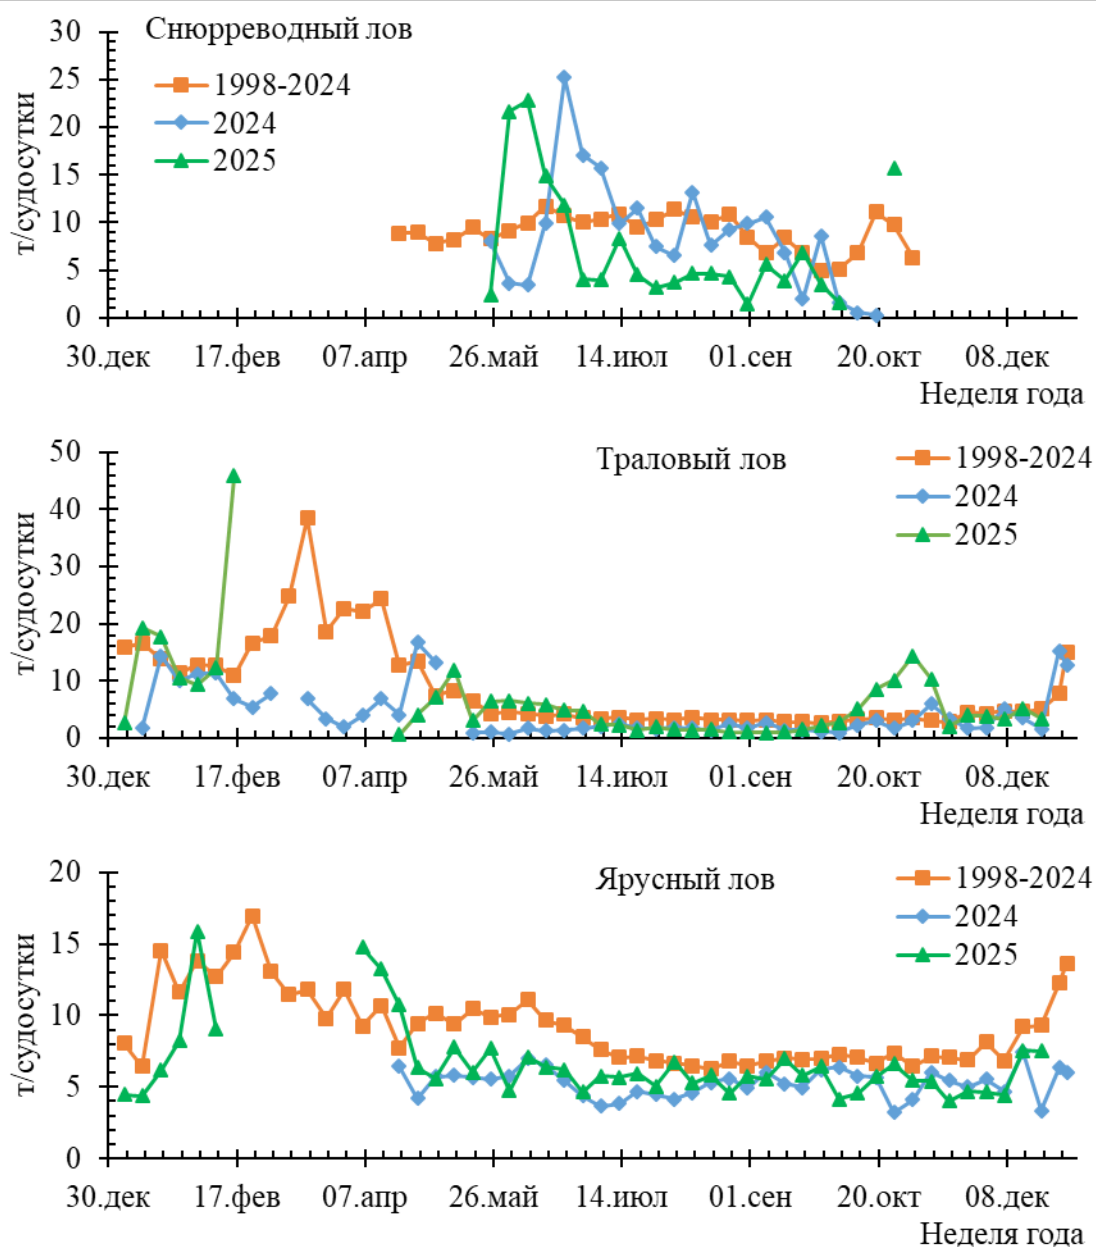 Снюрреводный лов
1998-2024
2024
2025
т/судосутки
30
25
20
15
10
5
0
30.дек 17.фев 07.апр 26.май 14.июл 01.сен 20.окт 08.дек
Неделя года
Траловый лов
1998-2024
2024
2025
т/судосутки
50
40
30
20
10
0
30.дек 17.фев 07.апр 26.май 14.июл 01.сен 20.окт 08.дек
Неделя года
Ярусный лов
1998-2024
2024
2025
т/судосутки
20
15
10
5
0
30.дек 17.фев 07.апр 26.май 14.июл 01.сен 20.окт 08.дек
Неделя года